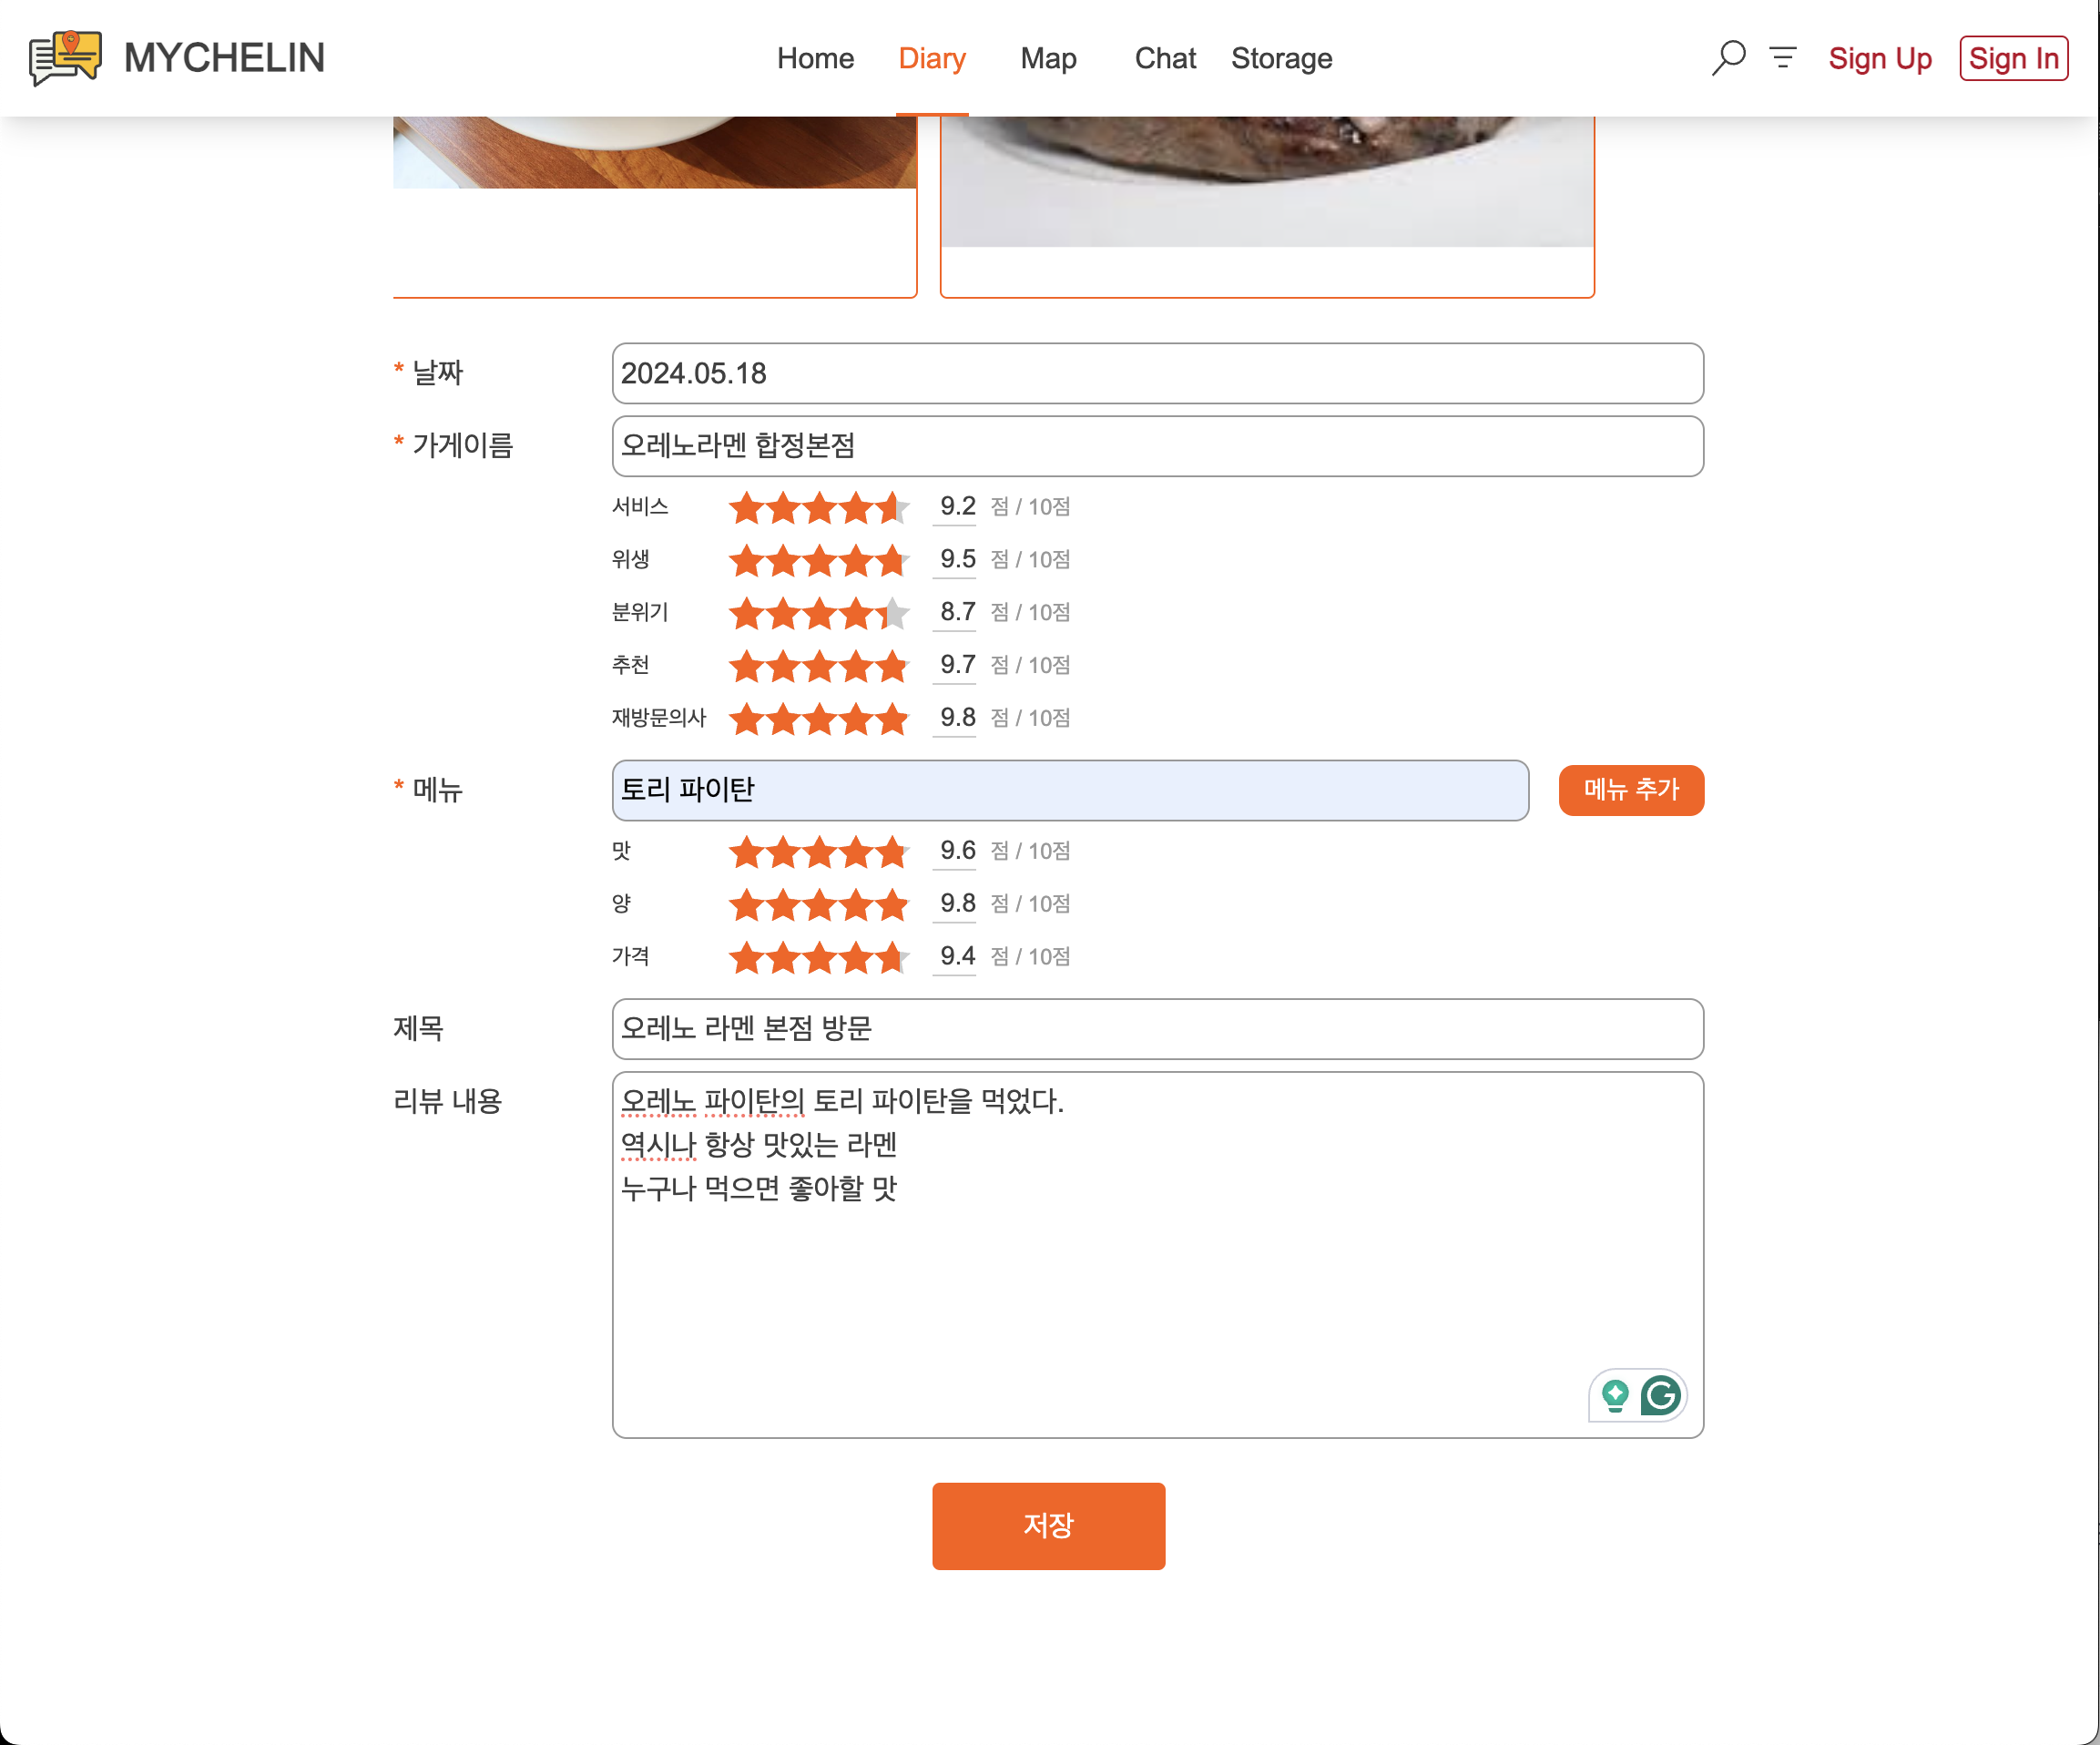 MYCHELIN Home Diary Map Chat Storage Sign Up Sign In
* 날짜 2024.05.18
* 가게이름 오레노라멘 합정본점
서비스 9.2 점 / 10점
위생 9.5 점 / 10점
분위기 8.7 점 / 10점
추천 9.7 점 / 10점
재방문의사 9.8 점 / 10점
* 메뉴 토리 파이탄 메뉴 추가
맛 9.6 점 / 10점
양 9.8 점 / 10점
가격 9.4 점 / 10점
제목 오레노 라멘 본점 방문
리뷰 내용 오레노 파이탄의 토리 파이탄을 먹었다.
역시나 항상 맛있는 라멘
누구나 먹으면 좋아할 맛
저장